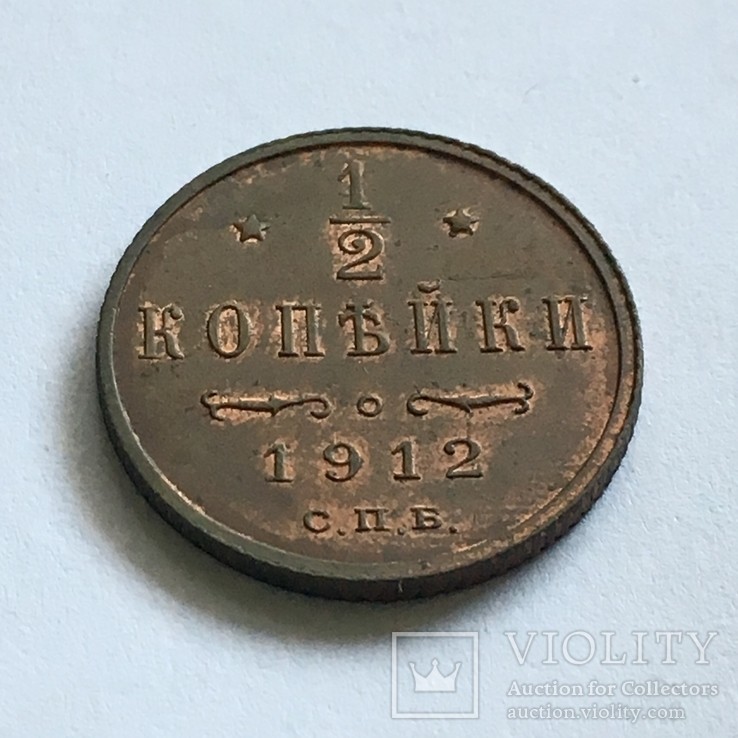 1
2
КОПѢЙКИ
1912
С.П.Б.
VIOLITY
Auction for Collectors
auction.violity.com